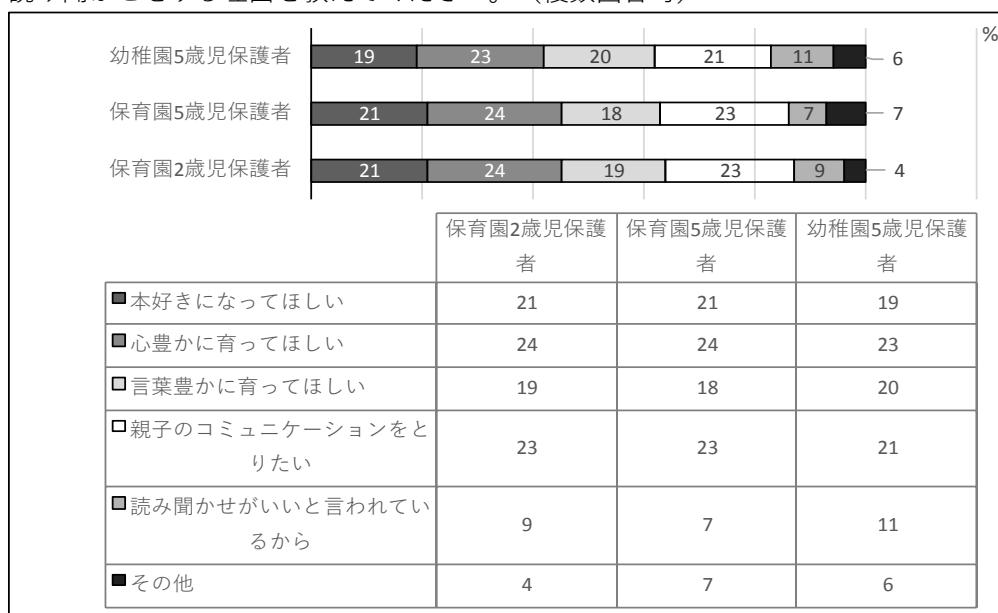 %
幼稚園5歳児保護者 19 23 20 21 11 6
保育園5歳児保護者 21 24 18 23 7 7
保育園2歳児保護者 21 24 19 23 9 4
保育園2歳児保護者 保育園5歳児保護者 幼稚園5歳児保護者
本好きになってほしい 21 21 19
心豊かに育ってほしい 24 24 23
言葉豊かに育ってほしい 19 18 20
親子のコミュニケーションをと
りたい 23 23 21
読み聞かせがいいと言われてい
るから 9 7 11
その他 4 7 6